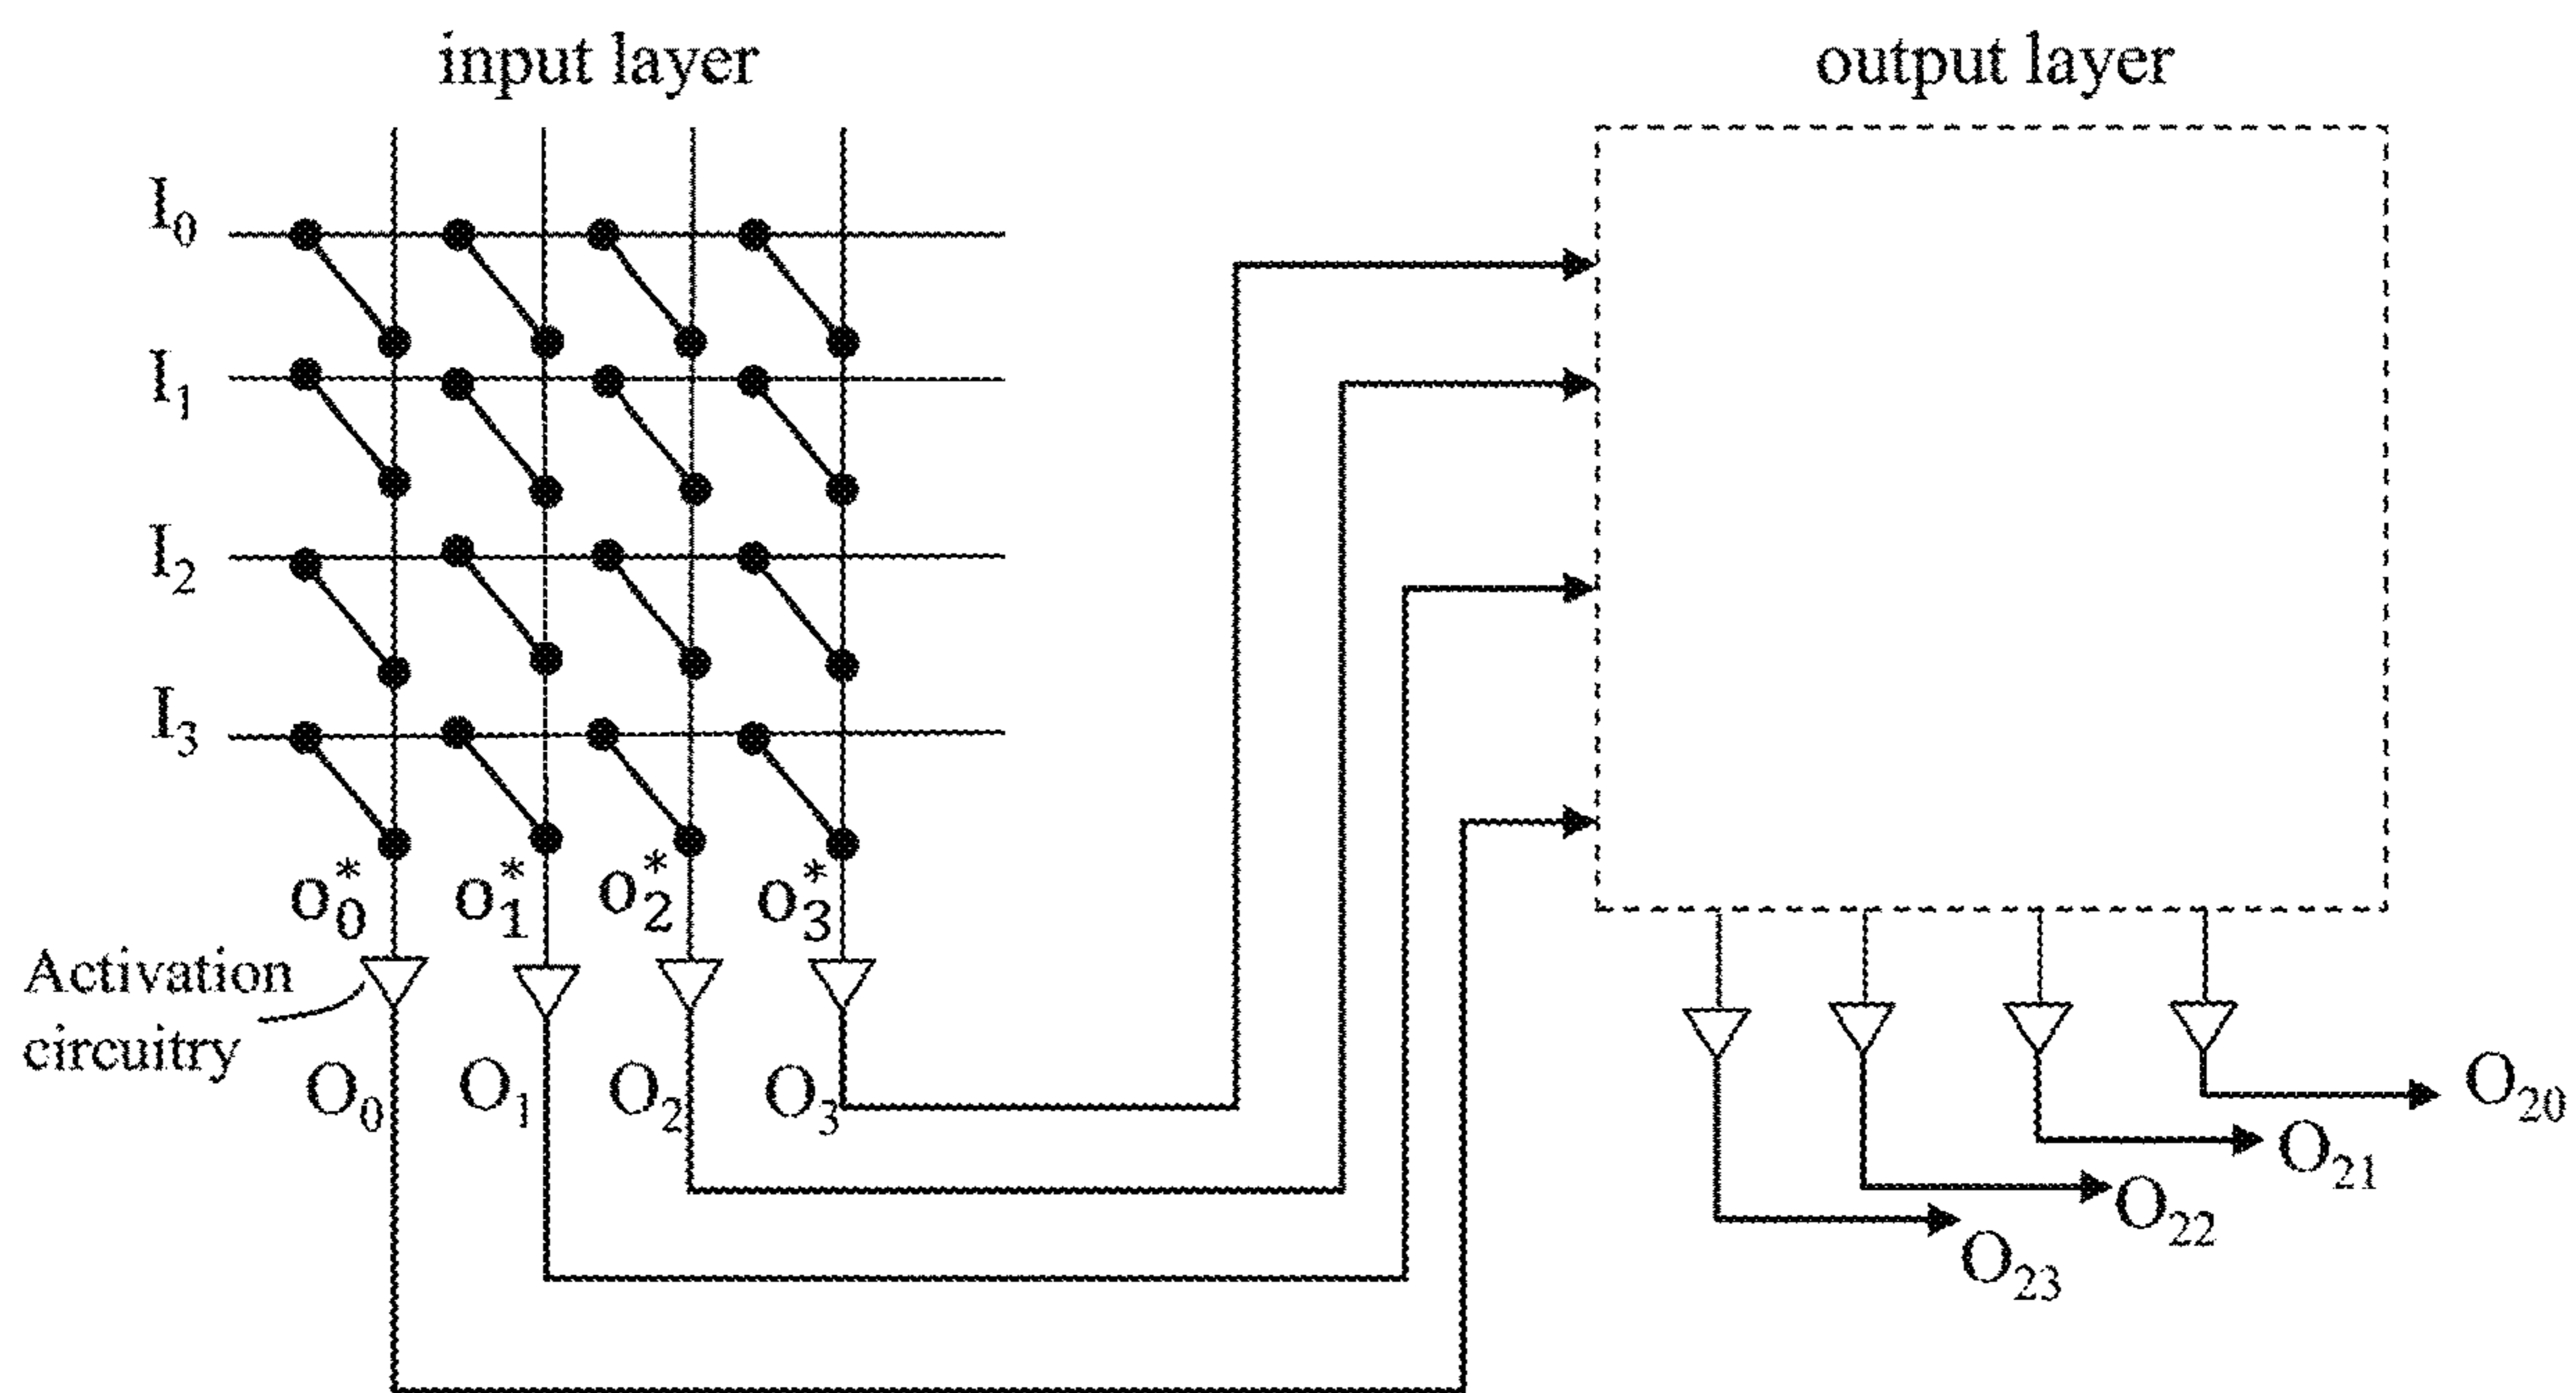 input layer
output layer
I₀
I₁
I₂
I₃
o₀*
o₁*
o₂*
o₃*
Activation
circuitry
O₀
O₁
O₂
O₃
O₂₀
O₂₁
O₂₂
O₂₃